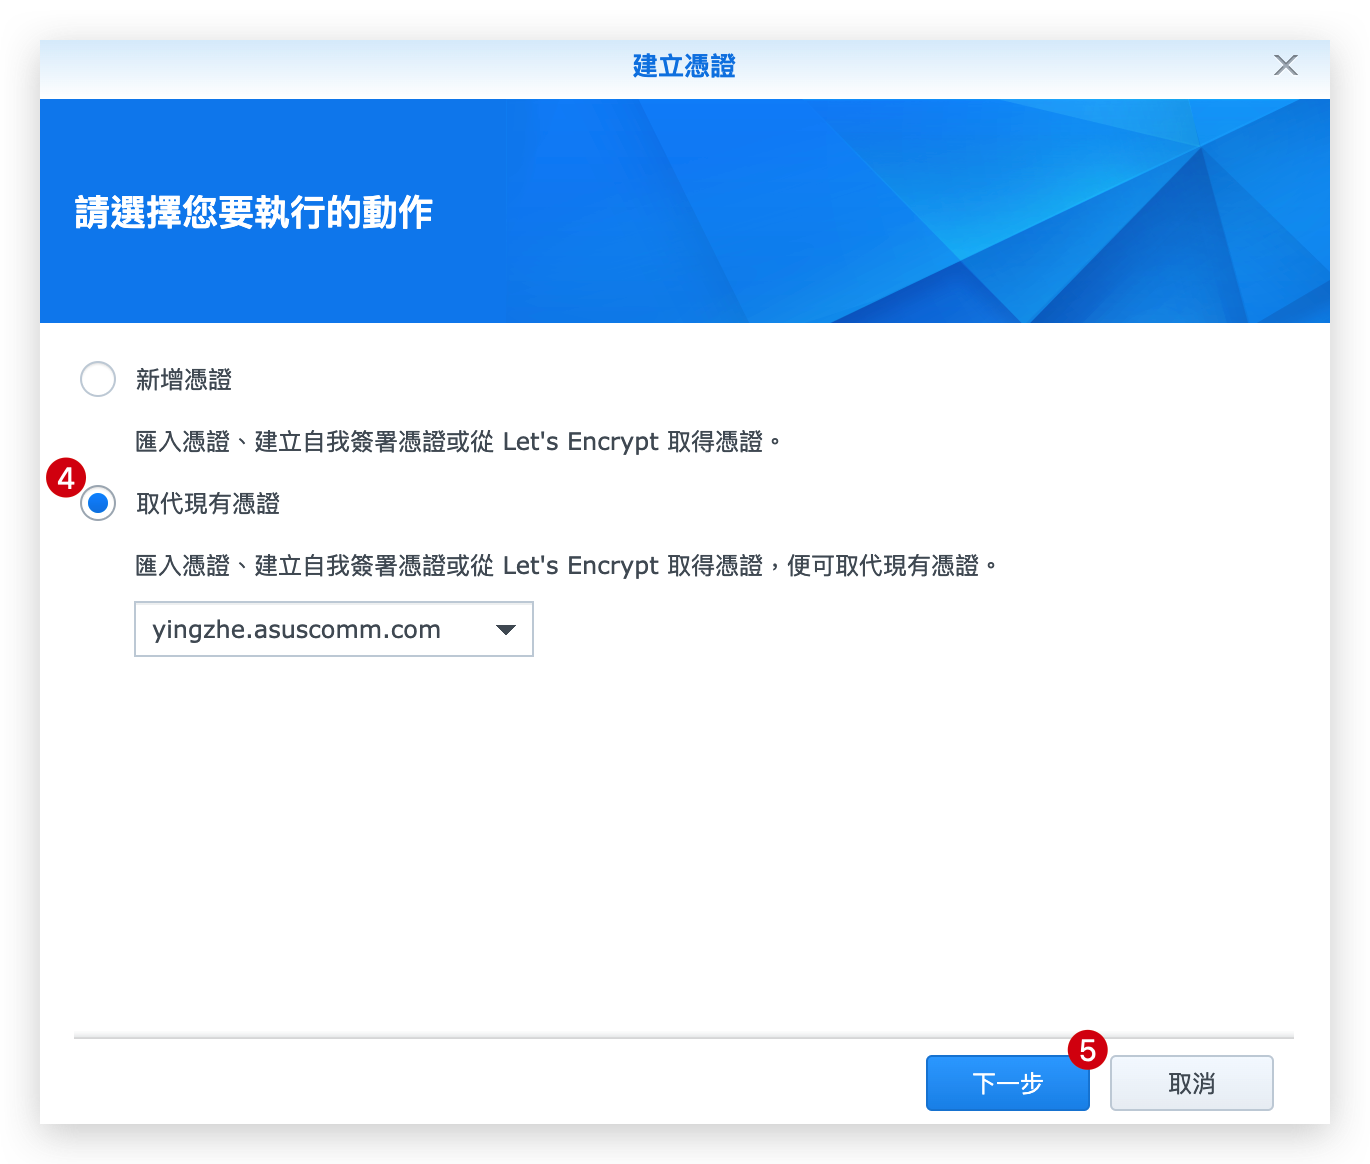 建立憑證
請選擇您要執行的動作
新增憑證
匯入憑證、建立自我簽署憑證或從 Let's Encrypt 取得憑證。
4
取代現有憑證
匯入憑證、建立自我簽署憑證或從 Let's Encrypt 取得憑證，便可取代現有憑證。
yingzhe.asuscomm.com
5
下一步
取消